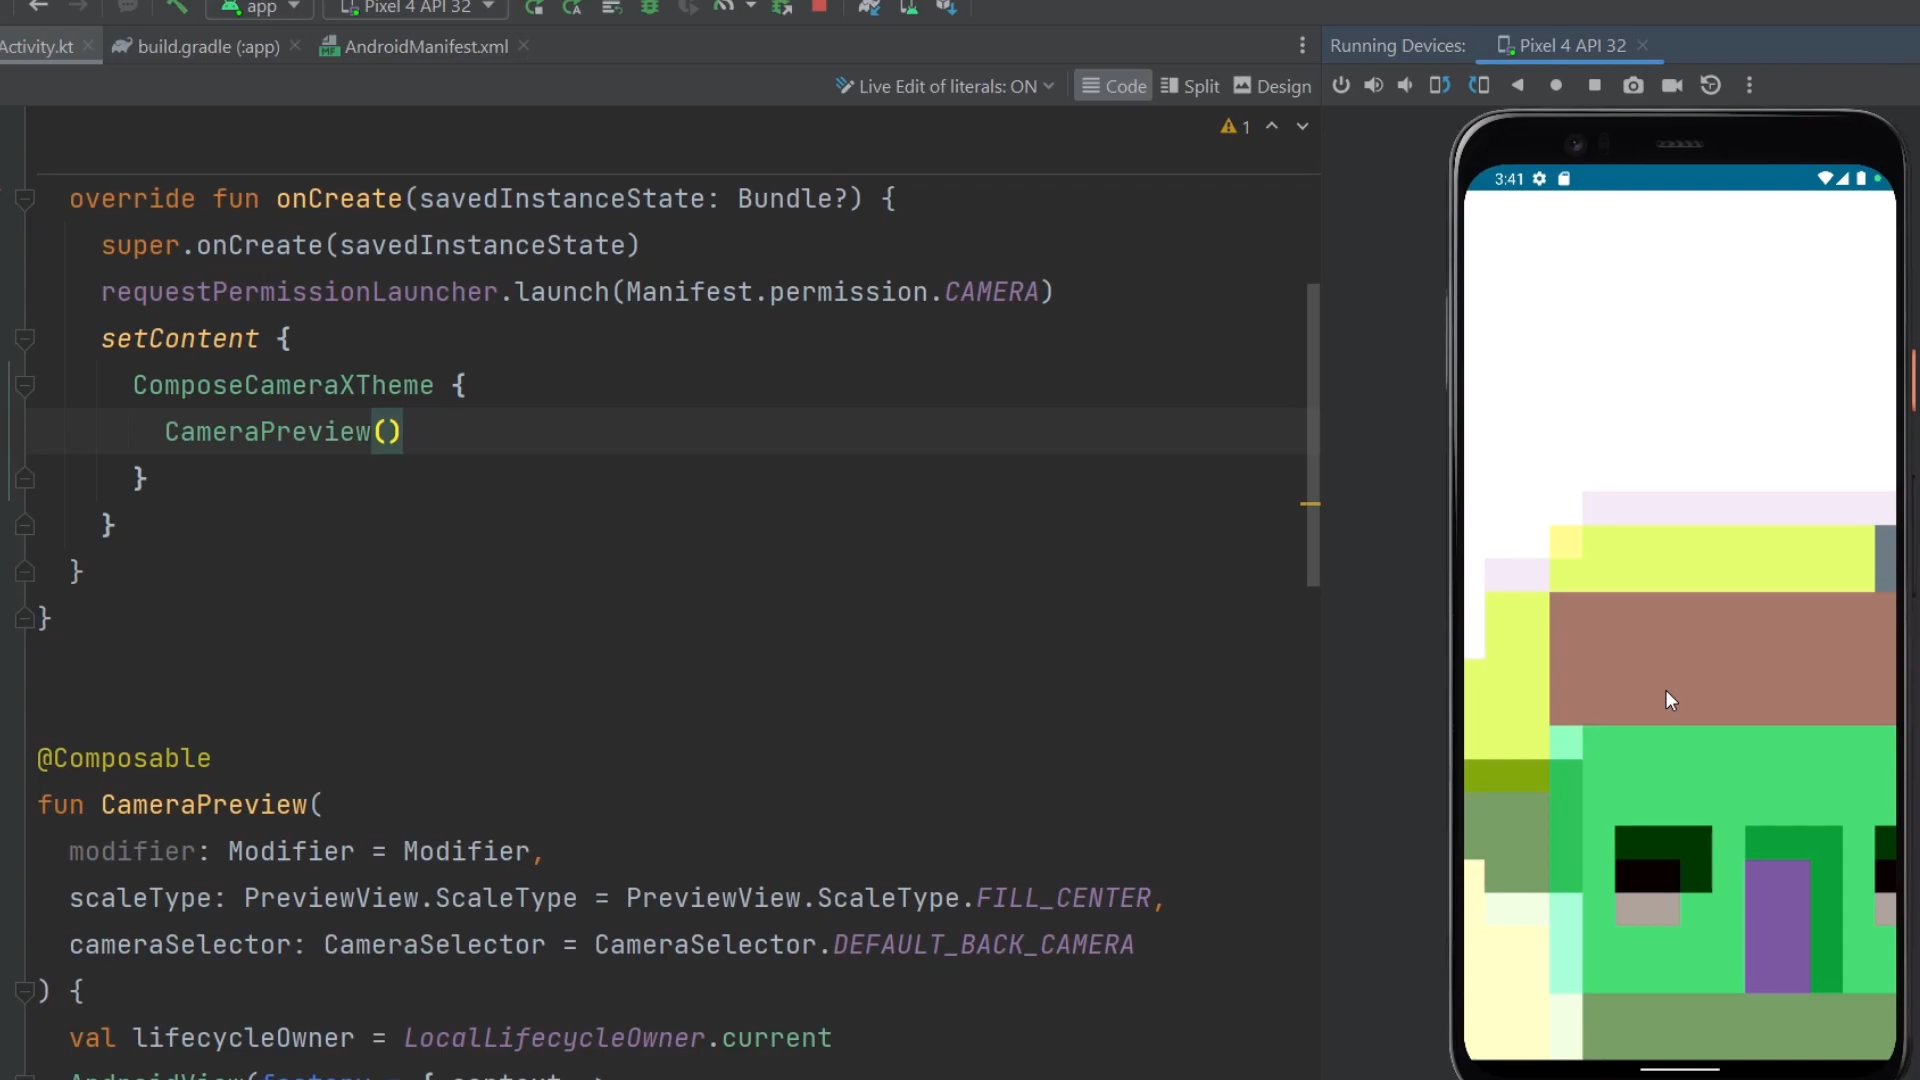 app
Pixel 4 API 32
Activity.kt
build.gradle (:app)
AndroidManifest.xml
Running Devices:
Pixel 4 API 32
Live Edit of literals: ON
Code
Split
Design
1
override fun onCreate(savedInstanceState: Bundle?) {
super.onCreate(savedInstanceState)
requestPermissionLauncher.launch(Manifest.permission.CAMERA)
setContent {
ComposeCameraXTheme {
CameraPreview()
}
}
}
}
@Composable
fun CameraPreview(
modifier: Modifier = Modifier,
scaleType: PreviewView.ScaleType = PreviewView.ScaleType.FILL_CENTER,
cameraSelector: CameraSelector = CameraSelector.DEFAULT_BACK_CAMERA
) {
val lifecycleOwner = LocalLifecycleOwner.current
AndroidView(factory = { context ->
3:41